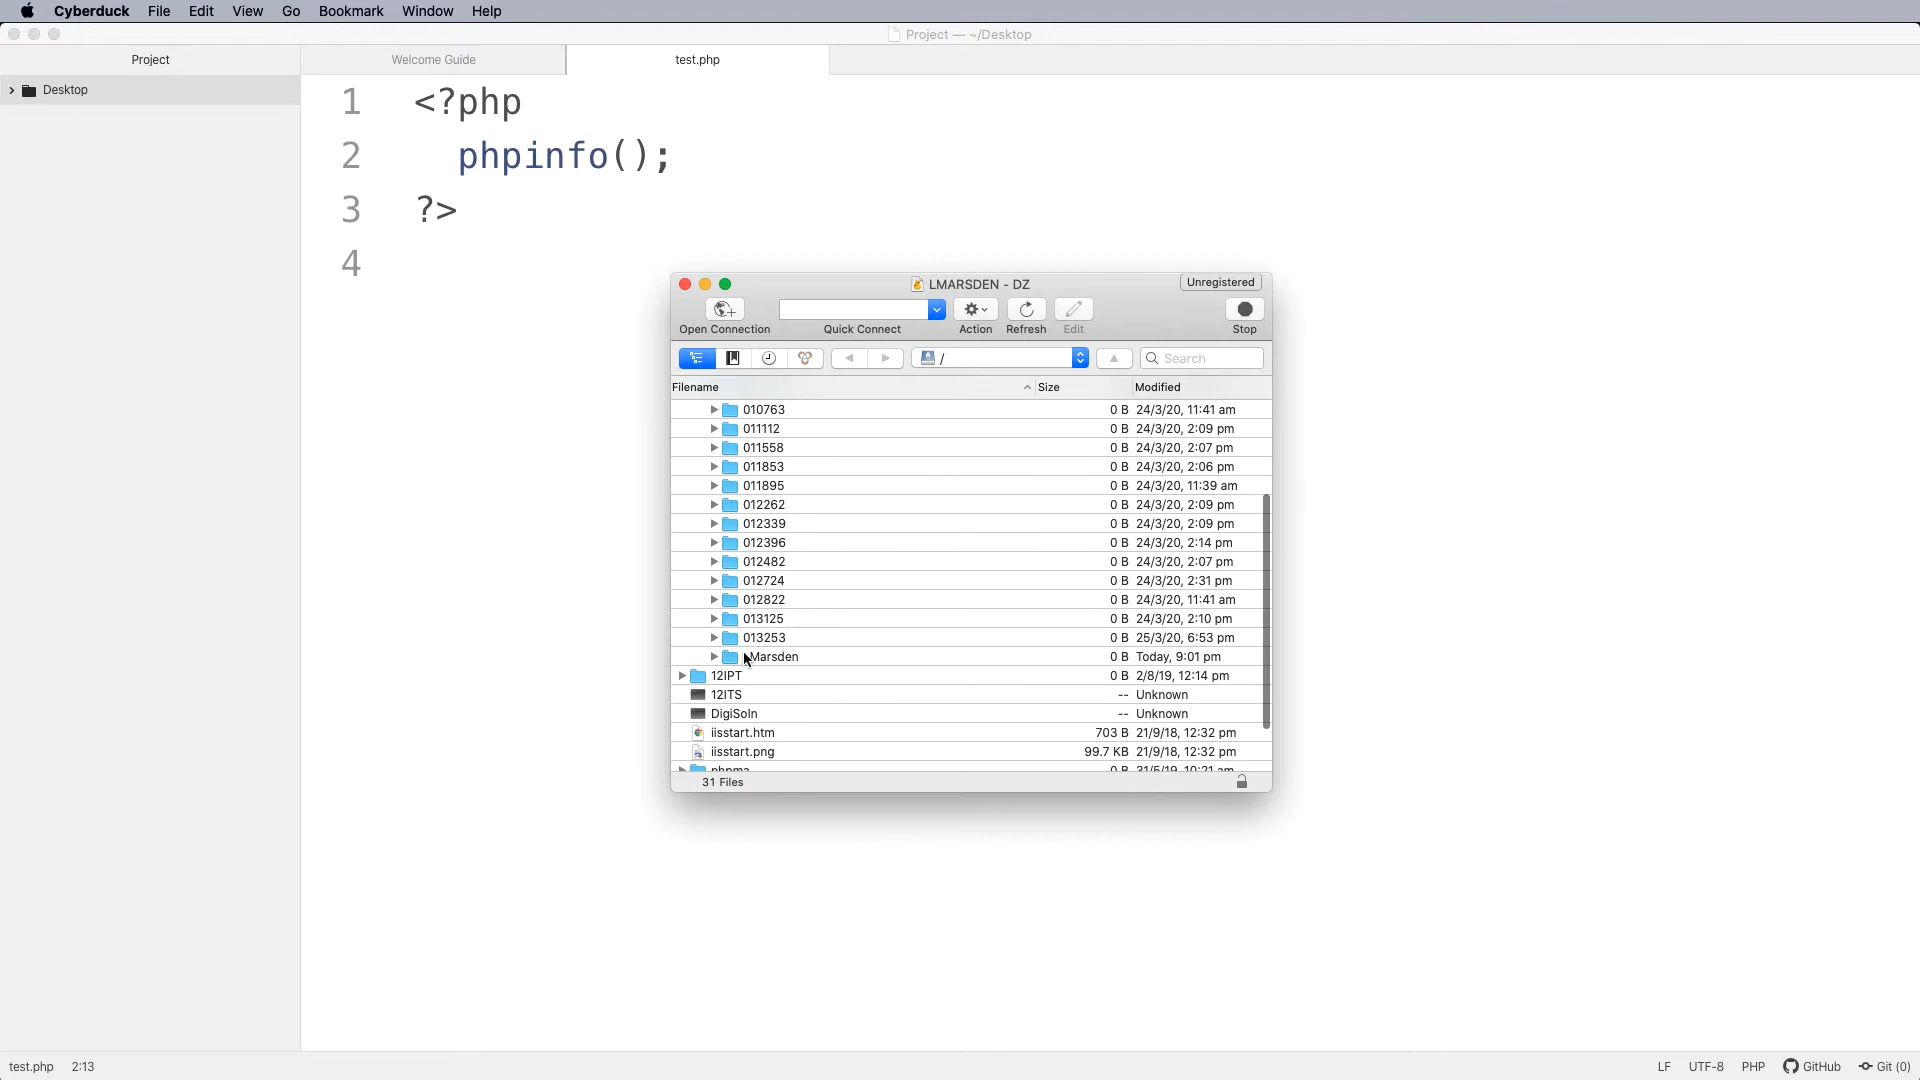 Cyberduck File Edit View Go Bookmark Window Help
Project — ~/Desktop
Project Welcome Guide test.php
Desktop
1 <?php
2 phpinfo();
3 ?>
4
LMARSDEN - DZ Unregistered
Open Connection Quick Connect Action Refresh Edit Stop
/ Search
Filename Size Modified
010763 0 B 24/3/20, 11:41 am
011112 0 B 24/3/20, 2:09 pm
011558 0 B 24/3/20, 2:07 pm
011853 0 B 24/3/20, 2:06 pm
011895 0 B 24/3/20, 11:39 am
012262 0 B 24/3/20, 2:09 pm
012339 0 B 24/3/20, 2:09 pm
012396 0 B 24/3/20, 2:14 pm
012482 0 B 24/3/20, 2:07 pm
012724 0 B 24/3/20, 2:31 pm
012822 0 B 24/3/20, 11:41 am
013125 0 B 24/3/20, 2:10 pm
013253 0 B 25/3/20, 6:53 pm
Marsden 0 B Today, 9:01 pm
12IPT 0 B 2/8/19, 12:14 pm
12ITS -- Unknown
DigiSoln -- Unknown
iisstart.htm 703 B 21/9/18, 12:32 pm
iisstart.png 99.7 KB 21/9/18, 12:32 pm
phpma 0 B 31/5/19, 10:21 am
31 Files
test.php 2:13 LF UTF-8 PHP GitHub Git (0)